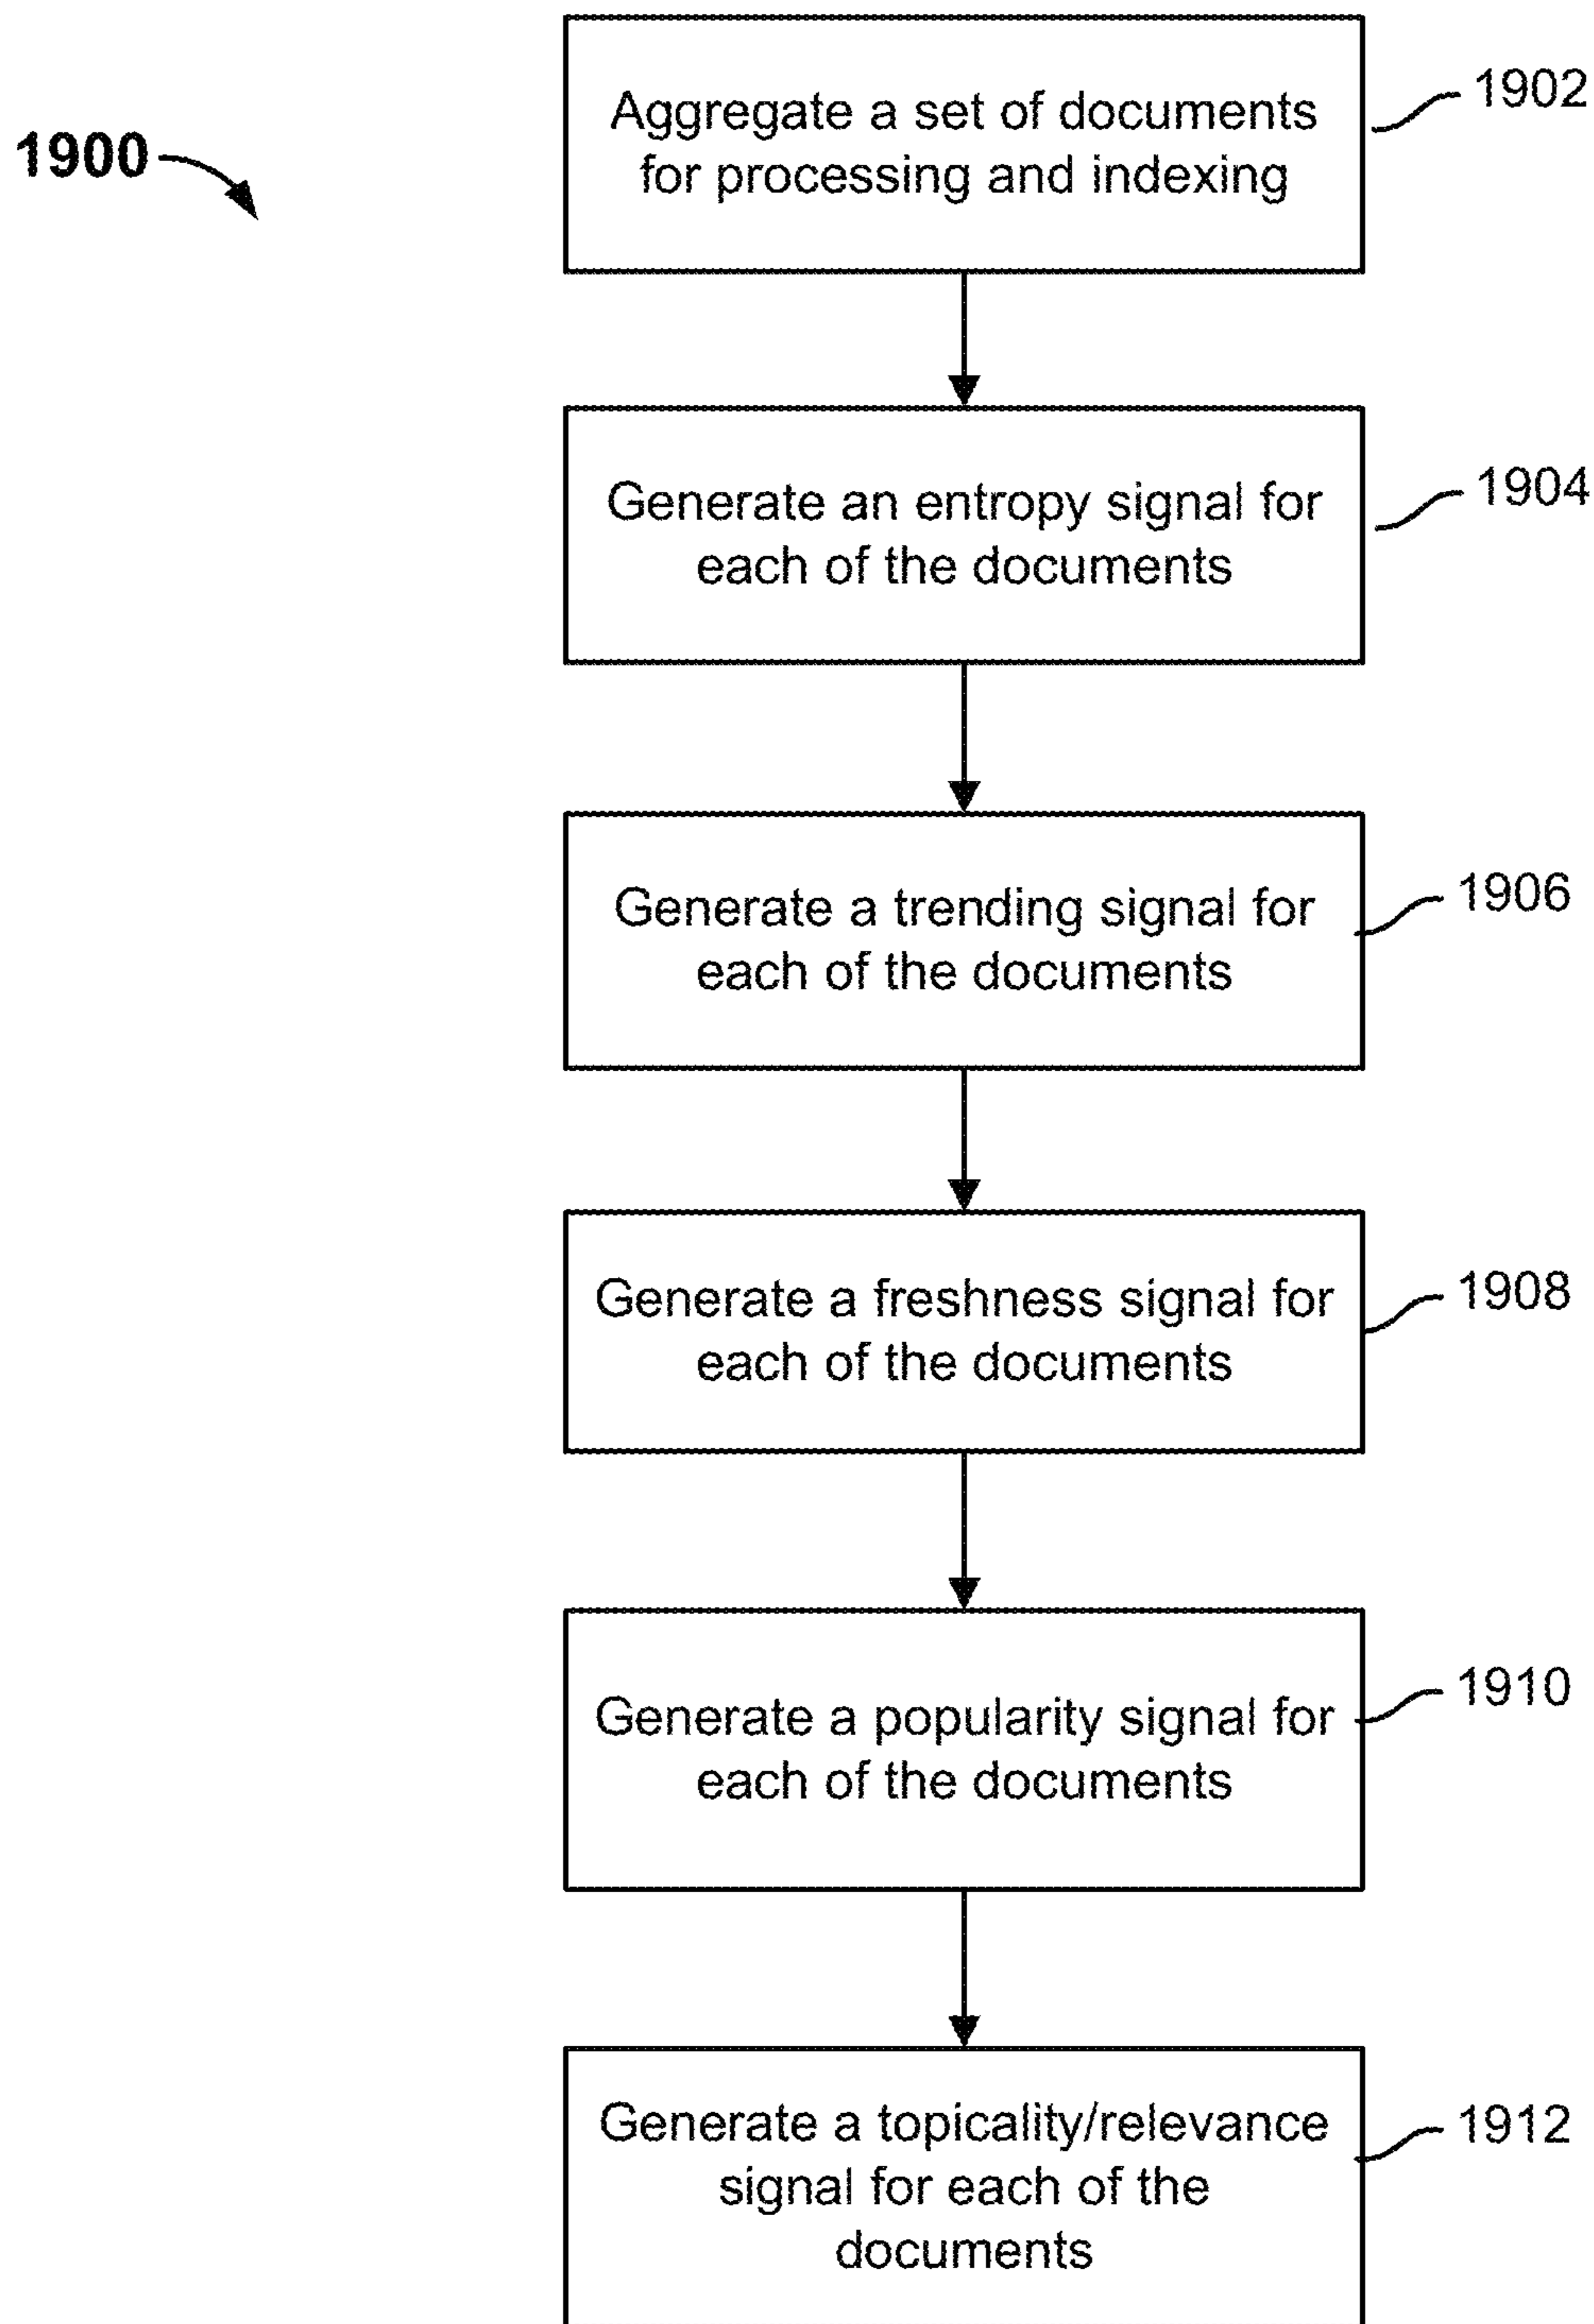 1900
Aggregate a set of documents
for processing and indexing
1902
Generate an entropy signal for
each of the documents
1904
Generate a trending signal for
each of the documents
1906
Generate a freshness signal for
each of the documents
1908
Generate a popularity signal for
each of the documents
1910
Generate a topicality/relevance
signal for each of the
documents
1912